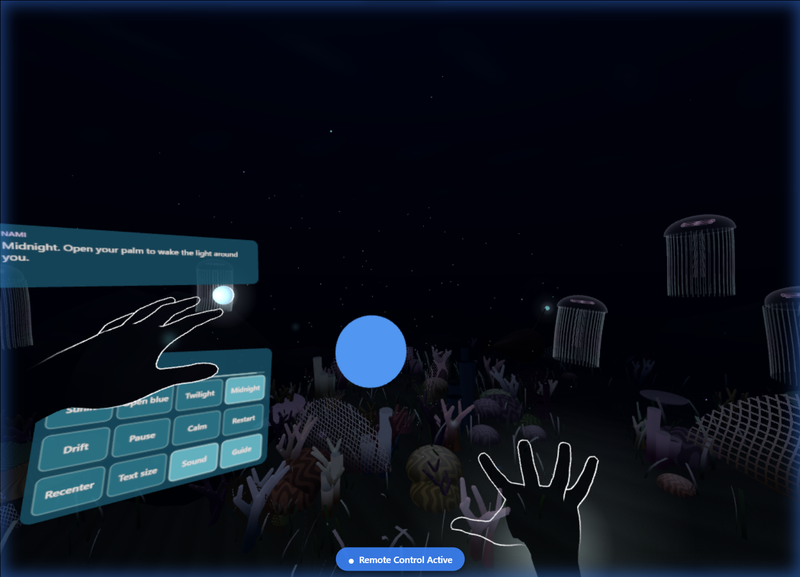 NAMI
Midnight. Open your palm to wake the light around
you.
Twilight
Midnight
Drift
Pause
Calm
Restart
Recenter
Text size
Sound
Guide
Remote Control Active